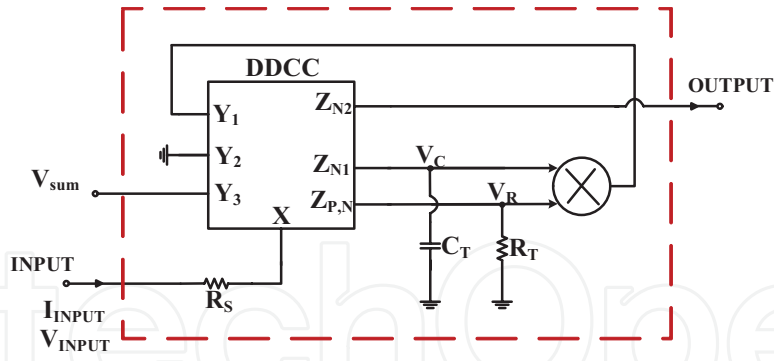 DDCC
OUTPUT
Y1
ZN2
Y2
ZN1
VC
Vsum
Y3
ZP,N
VR
X
CT
RT
INPUT
RS
IINPUT
VINPUT